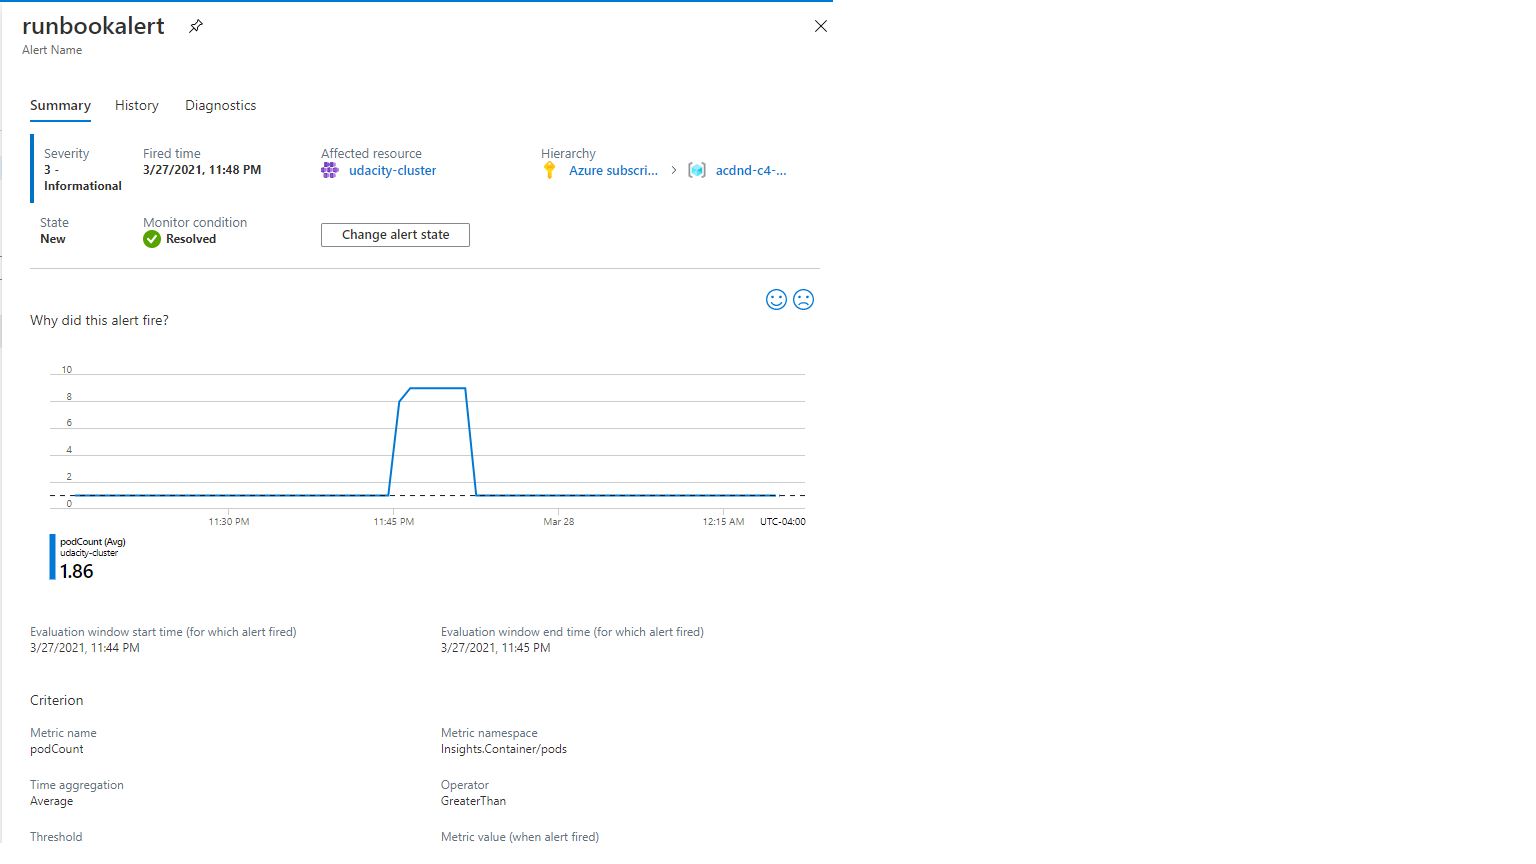 runbookalert
Alert Name
Summary History Diagnostics
Severity Fired time Affected resource Hierarchy
3 - 3/27/2021, 11:48 PM udacity-cluster Azure subscri... > acdnd-c4-...
Informational
State Monitor condition
New Resolved Change alert state
Why did this alert fire?
10
8
6
4
2
0
11:30 PM 11:45 PM Mar 28 12:15 AM UTC-04:00
podCount (Avg)
udacity-cluster
1.86
Evaluation window start time (for which alert fired) Evaluation window end time (for which alert fired)
3/27/2021, 11:44 PM 3/27/2021, 11:45 PM
Criterion
Metric name Metric namespace
podCount Insights.Container/pods
Time aggregation Operator
Average GreaterThan
Threshold Metric value (when alert fired)